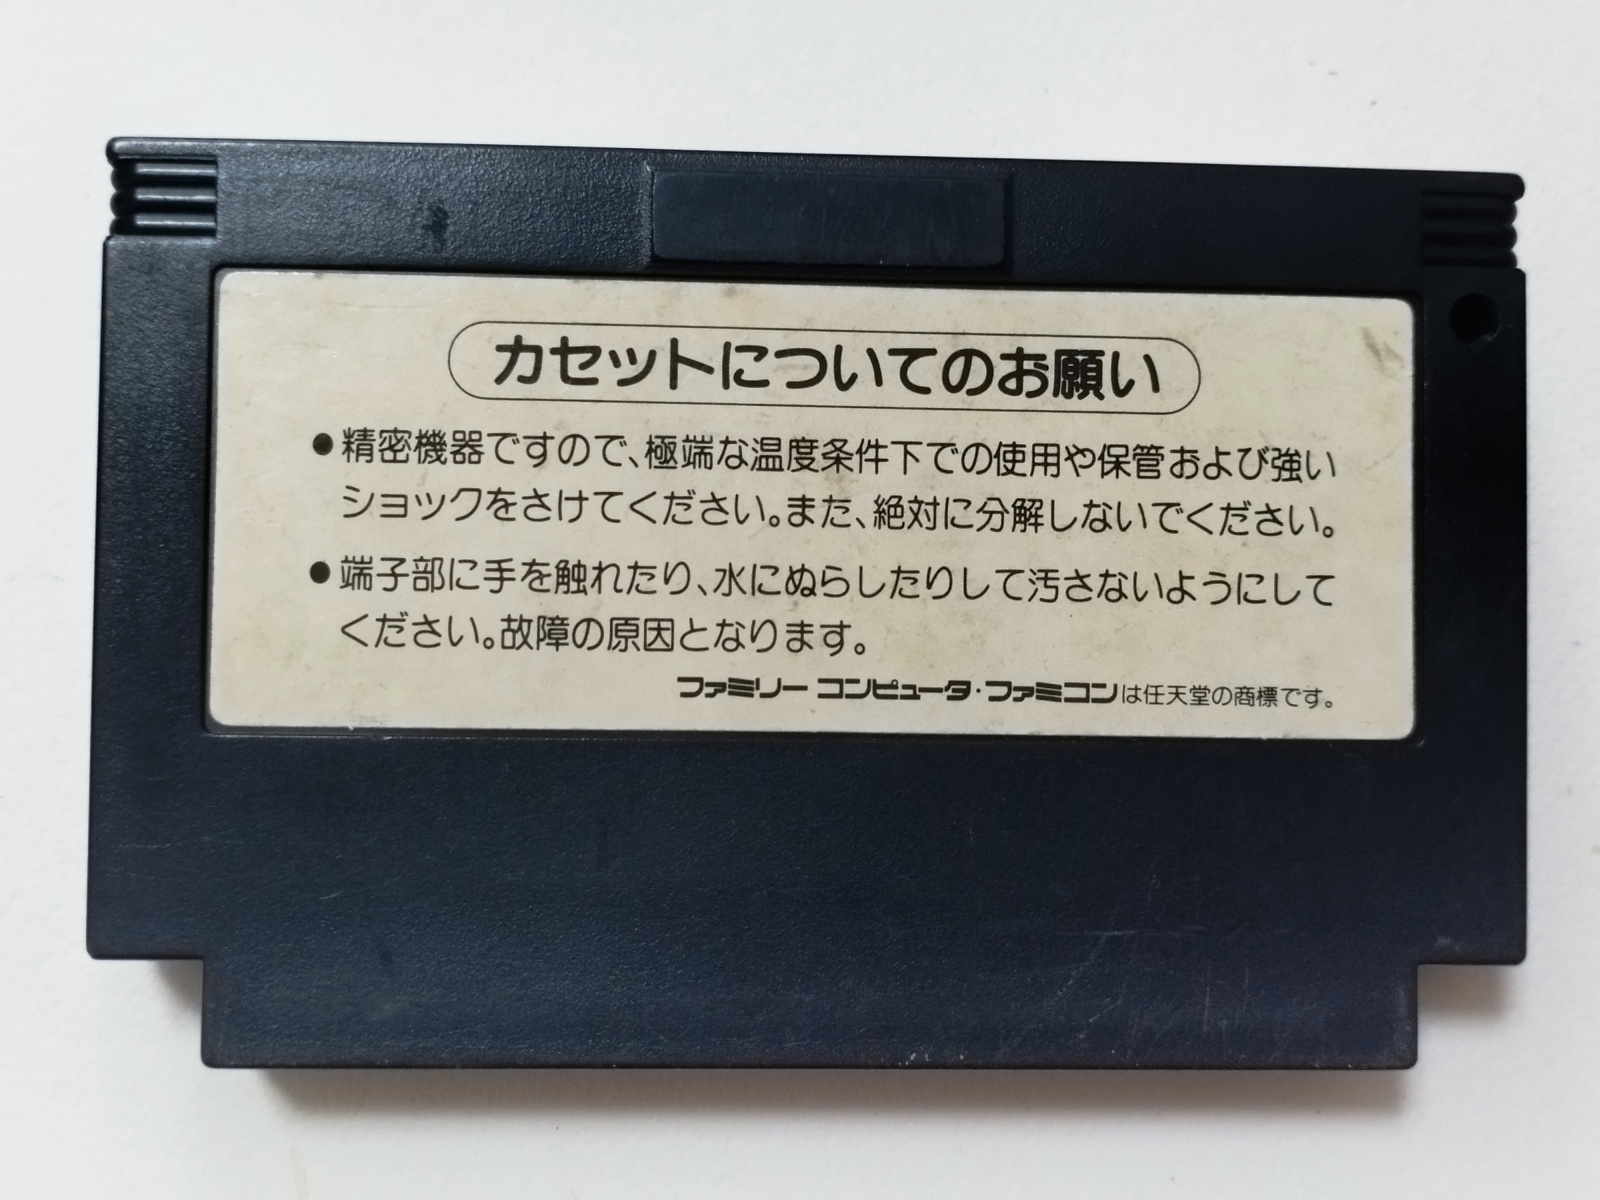 カセットについてのお願い
●精密機器ですので、極端な温度条件下での使用や保管および強い
ショックをさけてください。また、絶対に分解しないでください。
●端子部に手を触れたり、水にぬらしたりして汚さないようにして
ください。故障の原因となります。
ファミリー コンピュータ・ファミコンは任天堂の商標です。